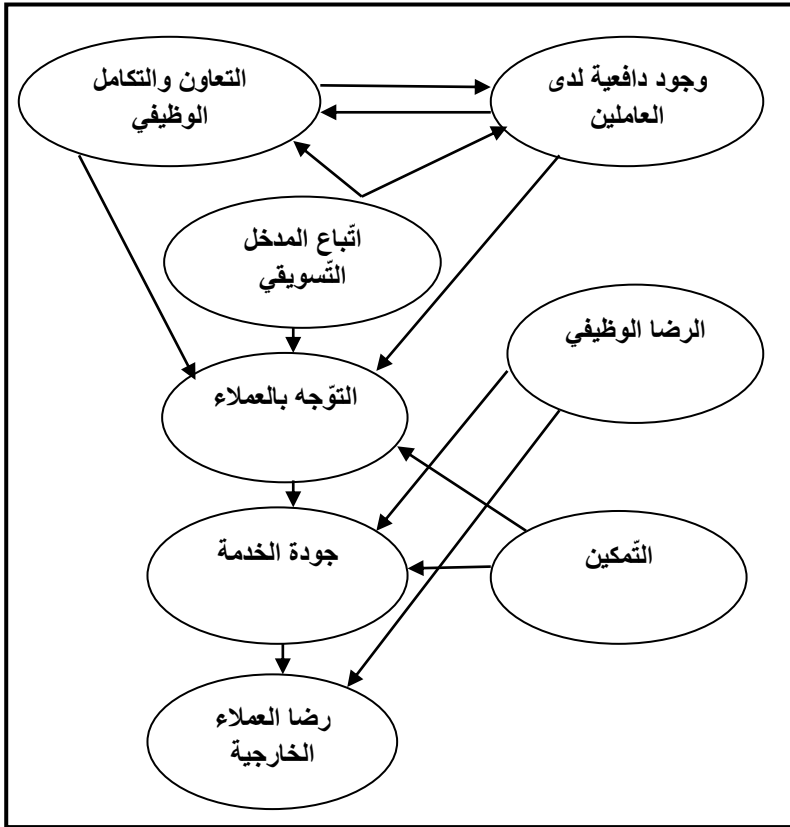 وجود دافعية لدى
العاملين
التعاون والتكامل
الوظيفي
اتّباع المدخل
التّسويقي
الرضا الوظيفي
التوّجه بالعملاء
جودة الخدمة
التّمكين
رضا العملاء
الخارجية